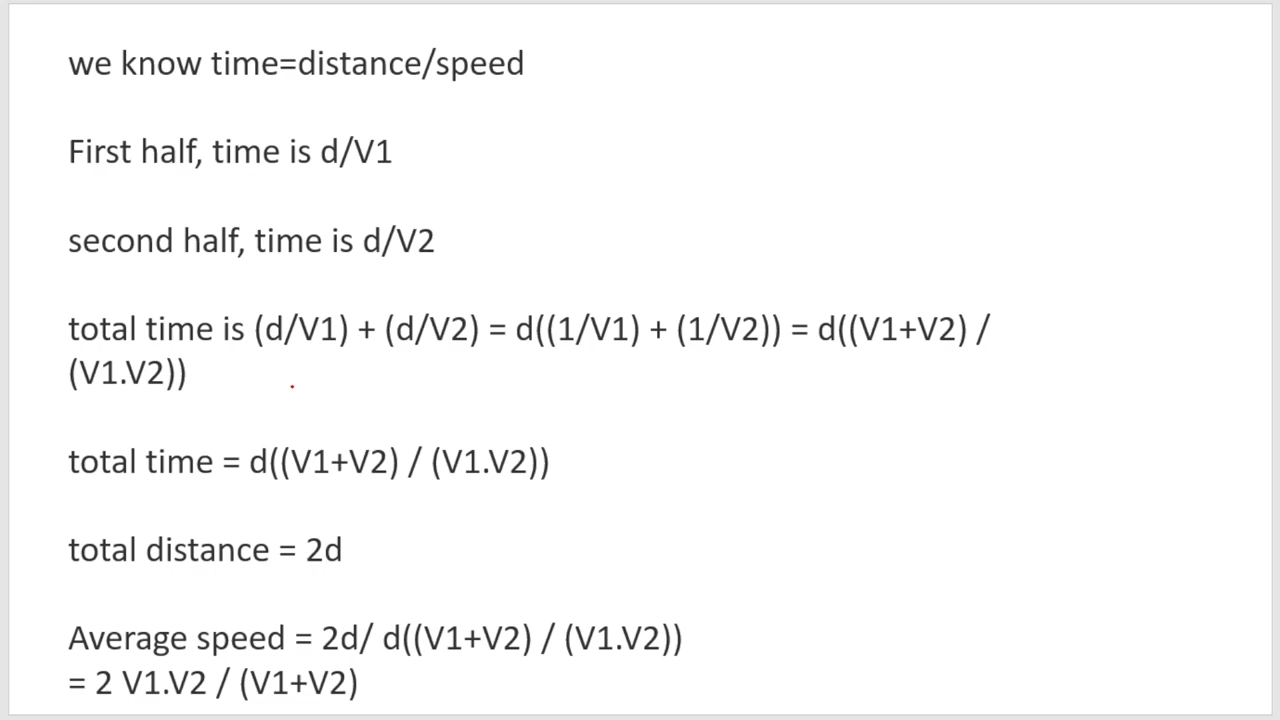 we know time=distance/speed
First half, time is d/V1
second half, time is d/V2
total time is (d/V1) + (d/V2) = d((1/V1) + (1/V2)) = d((V1+V2) /
(V1.V2))
total time = d((V1+V2) / (V1.V2))
total distance = 2d
Average speed = 2d/ d((V1+V2) / (V1.V2))
= 2 V1.V2 / (V1+V2)